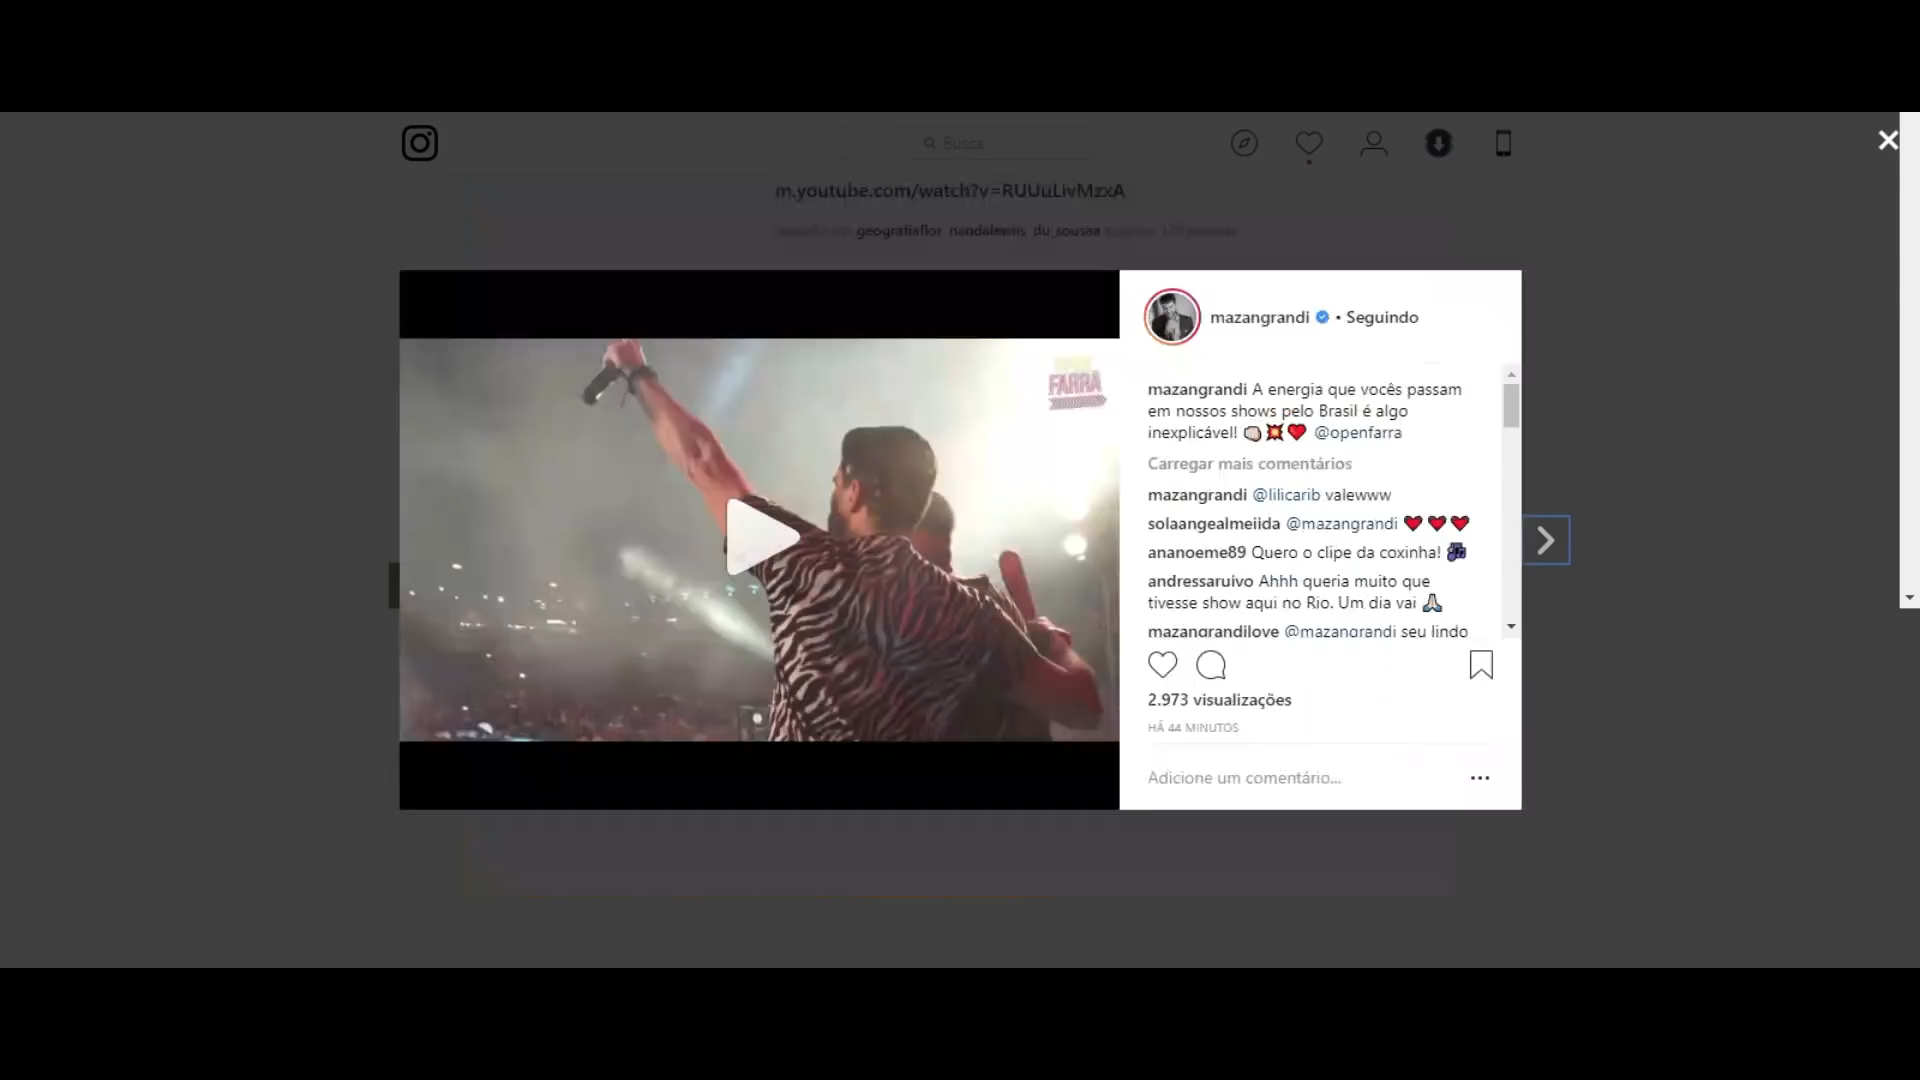 Busca
m.youtube.com/watch?v=RUUuLivMzxA
geografiaflor
FARRA
mazangrandi • Seguindo
mazangrandi A energia que vocês passam
em nossos shows pelo Brasil é algo
inexplicável! 👊💥❤️ @openfarra
Carregar mais comentários
mazangrandi @lilicarib valewww
solaangealmeiida @mazangrandi ❤️❤️❤️
ananoeme89 Quero o clipe da coxinha! 🎶
andressaruivo Ahhh queria muito que
tivesse show aqui no Rio. Um dia vai 🙏🏻
mazangrandilove @mazangrandi seu lindo
2.973 visualizações
HÁ 44 MINUTOS
Adicione um comentário...